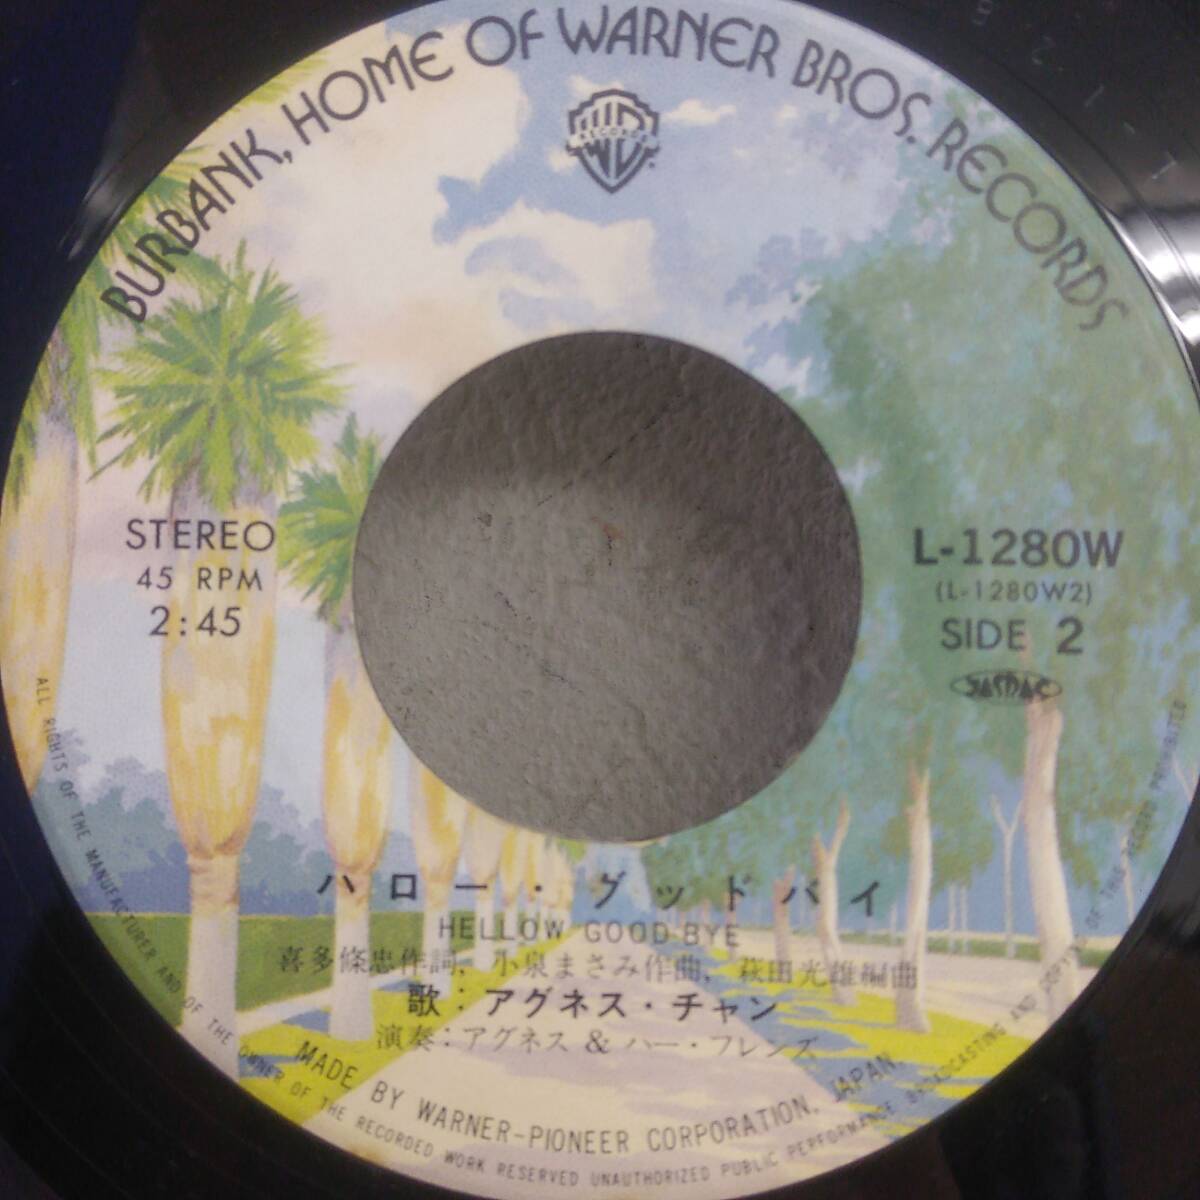 BURBANK, HOME OF WARNER BROS. RECORDS
RECORDS
STEREO
45 RPM
2:45
L-1280W
(L-1280W2)
SIDE 2
JASRAC
ハロー・グッドバイ
HELLOW GOOD-BYE
喜多條忠作詞, 小泉まさみ作曲, 萩田光雄編曲
歌:アグネス・チャン
演奏:アグネス & ハー・フレンズ
MADE BY WARNER-PIONEER CORPORATION, JAPAN.
ALL RIGHTS OF THE MANUFACTURER AND OF THE OWNER OF THE RECORDED WORK RESERVED UNAUTHORIZED PUBLIC PERFORMANCE BROADCASTING AND COPYING OF THIS RECORD PROHIBITED